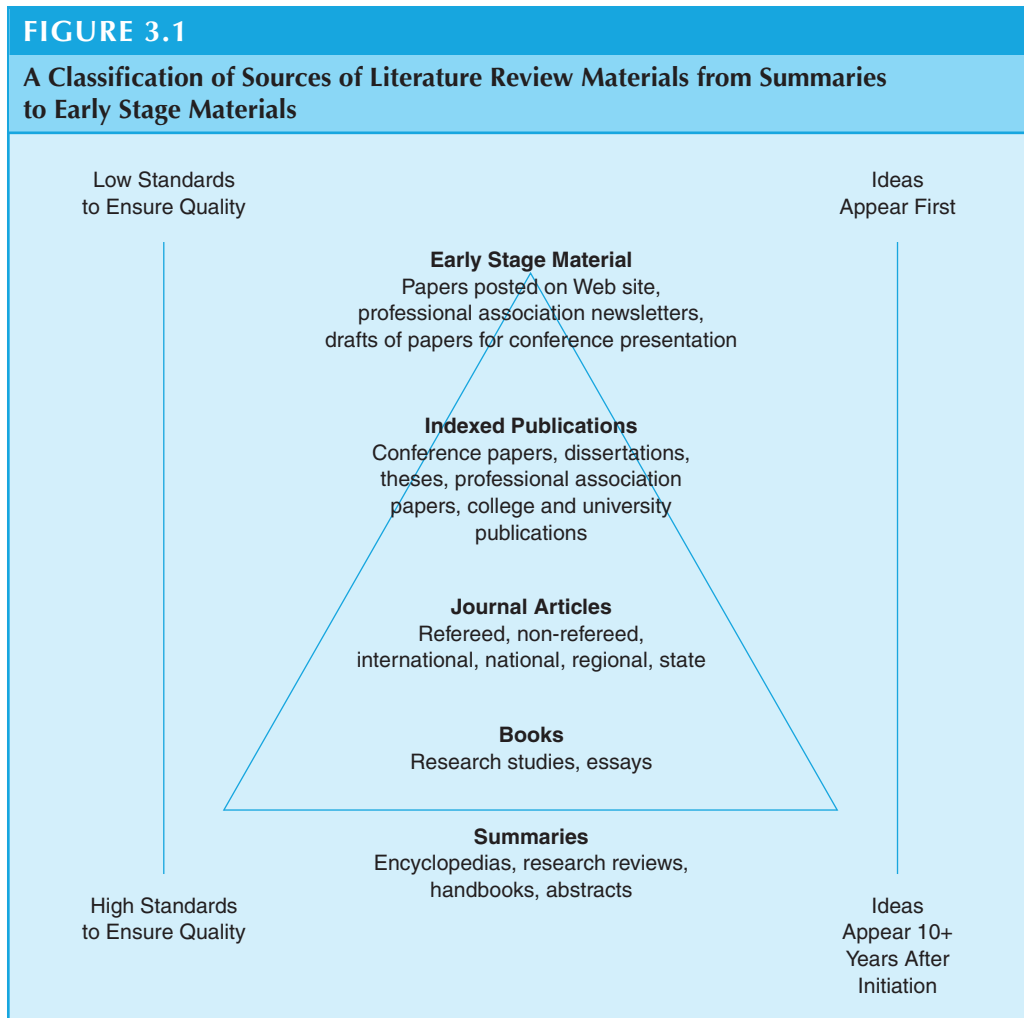 FIGURE 3.1
A Classification of Sources of Literature Review Materials from Summaries
to Early Stage Materials
Low Standards
to Ensure Quality
Ideas
Appear First
Early Stage Material
Papers posted on Web site,
professional association newsletters,
drafts of papers for conference presentation
Indexed Publications
Conference papers, dissertations,
theses, professional association
papers, college and university
publications
Journal Articles
Refereed, non-refereed,
international, national, regional, state
Books
Research studies, essays
Summaries
Encyclopedias, research reviews,
handbooks, abstracts
High Standards
to Ensure Quality
Ideas
Appear 10+
Years After
Initiation